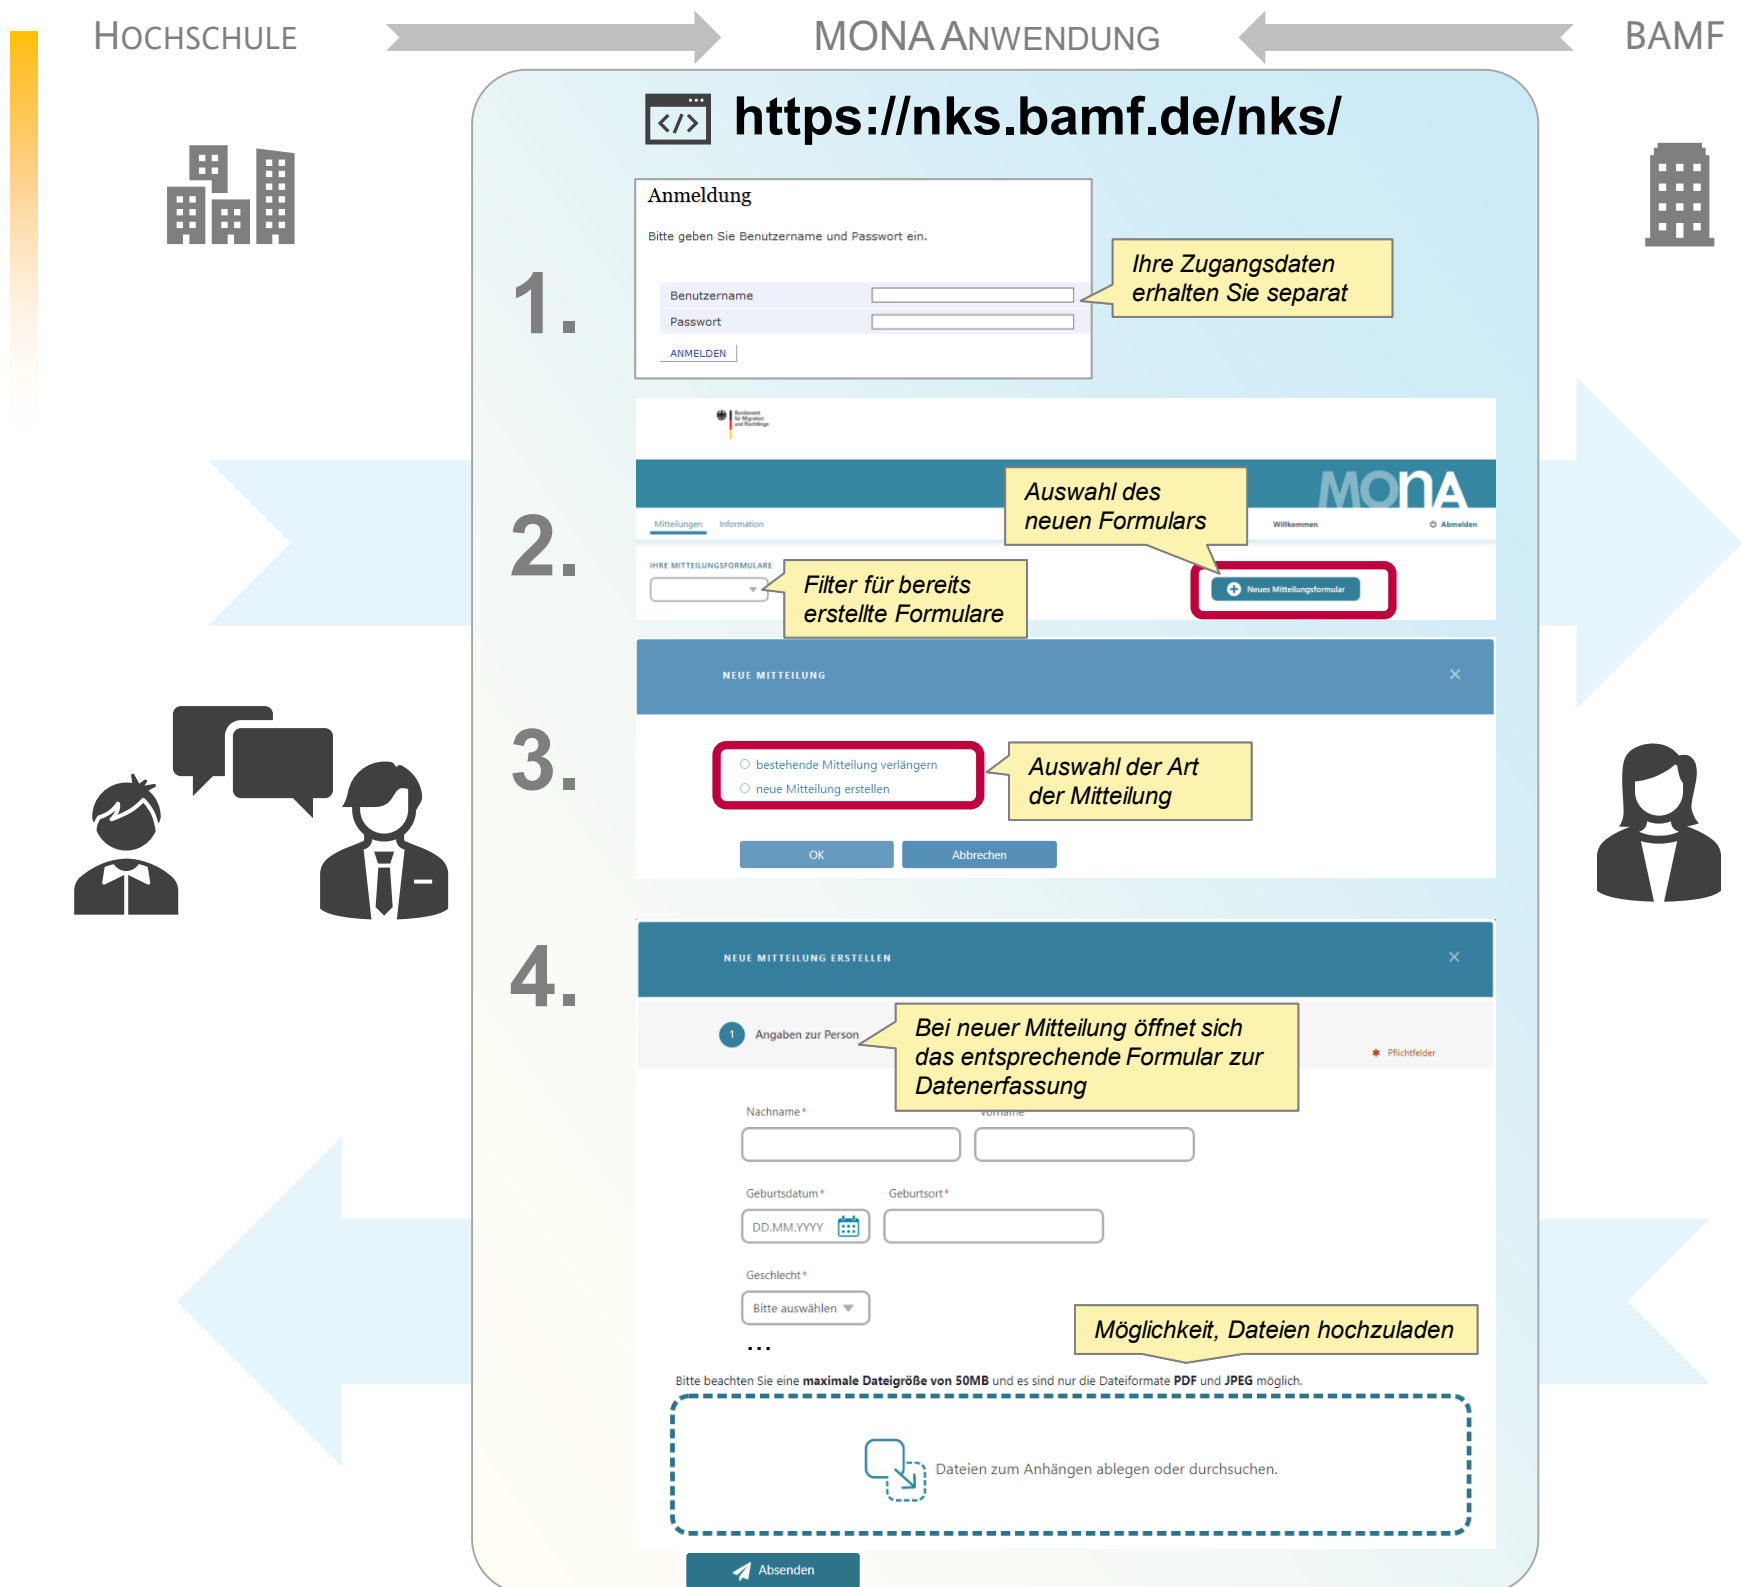 HOCHSCHULE
MONA ANWENDUNG
BAMF
</> https://nks.bamf.de/nks/
1.
Anmeldung
Bitte geben Sie Benutzername und Passwort ein.
Benutzername
Passwort
ANMELDEN
Ihre Zugangsdaten
erhalten Sie separat
2.
Bundesamt
für Migration
und Flüchtlinge
MONA
Auswahl des
neuen Formulars
Mitteilungen Information
Willkommen
Abmelden
IHRE MITTEILUNGSFORMULARE
Filter für bereits
erstellte Formulare
Neues Mitteilungsformular
3.
NEUE MITTEILUNG
bestehende Mitteilung verlängern
neue Mitteilung erstellen
Auswahl der Art
der Mitteilung
OK Abbrechen
4.
NEUE MITTEILUNG ERSTELLEN
1 Angaben zur Person
Bei neuer Mitteilung öffnet sich
das entsprechende Formular zur
Datenerfassung
* Pflichtfelder
Nachname* Vorname
Geburtsdatum* Geburtsort*
DD.MM.YYYY
Geschlecht*
Bitte auswählen
...
Möglichkeit, Dateien hochzuladen
Bitte beachten Sie eine maximale Dateigröße von 50MB und es sind nur die Dateiformate PDF und JPEG möglich.
Dateien zum Anhängen ablegen oder durchsuchen.
Absenden